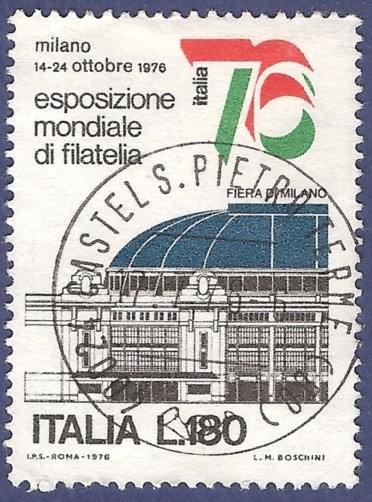 milano
14-24 ottobre 1976
esposizione
mondiale
di filatelia
italia
76
FIERA DI MILANO
CASTEL S. PIETRO TERME
ITALIA L.180
I.P.S.-ROMA-1976
L. M. BOSCHINI